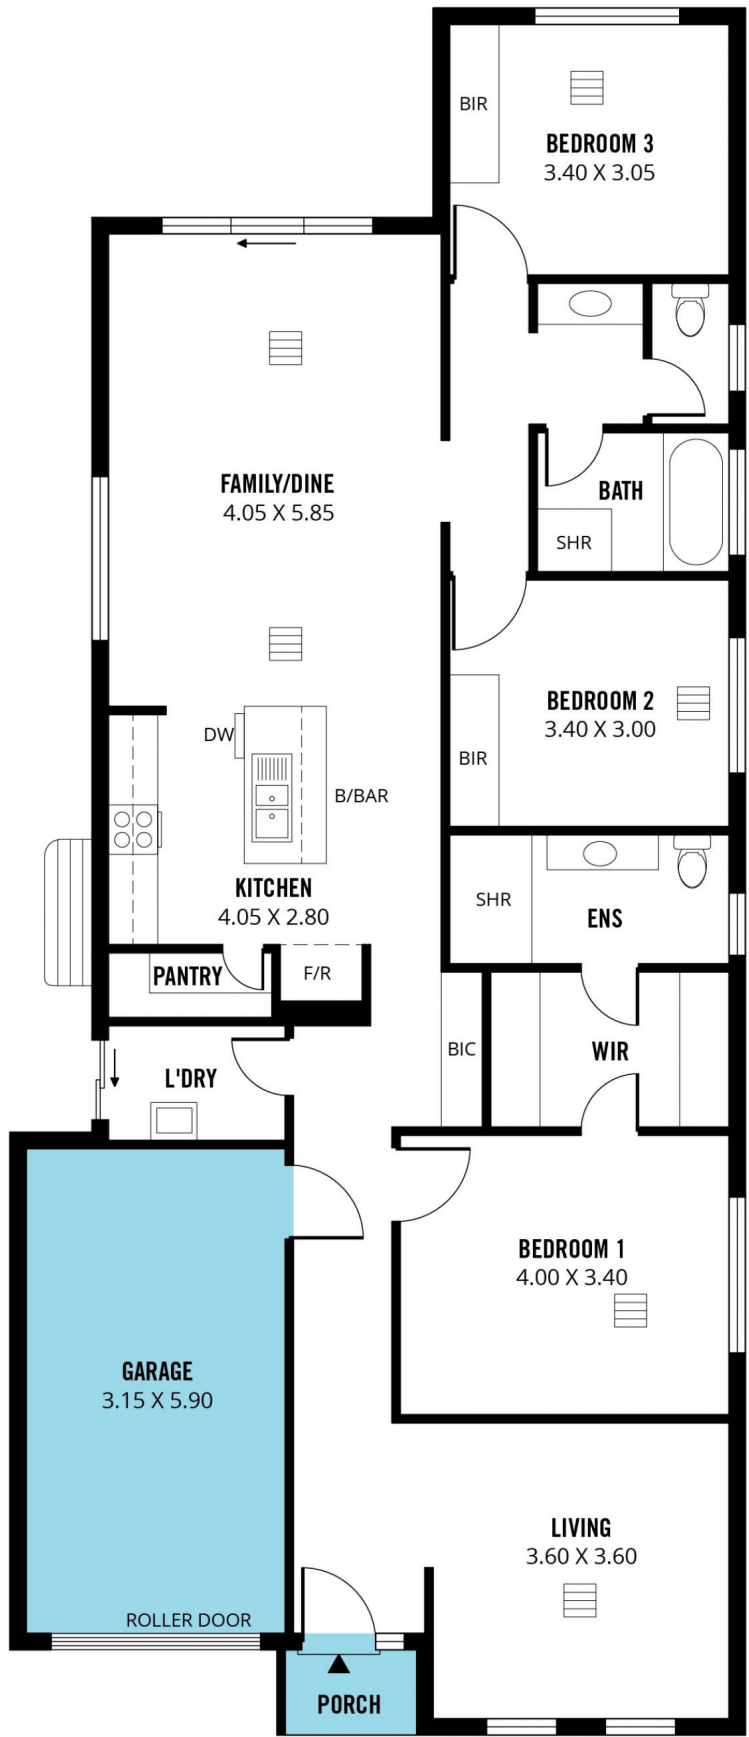 BIR
BEDROOM 3
3.40 X 3.05
FAMILY/DINE
4.05 X 5.85
BATH
SHR
BEDROOM 2
3.40 X 3.00
BIR
DW
B/BAR
KITCHEN
4.05 X 2.80
SHR
ENS
PANTRY
F/R
BIC
WIR
L'DRY
BEDROOM 1
4.00 X 3.40
GARAGE
3.15 X 5.90
LIVING
3.60 X 3.60
ROLLER DOOR
PORCH